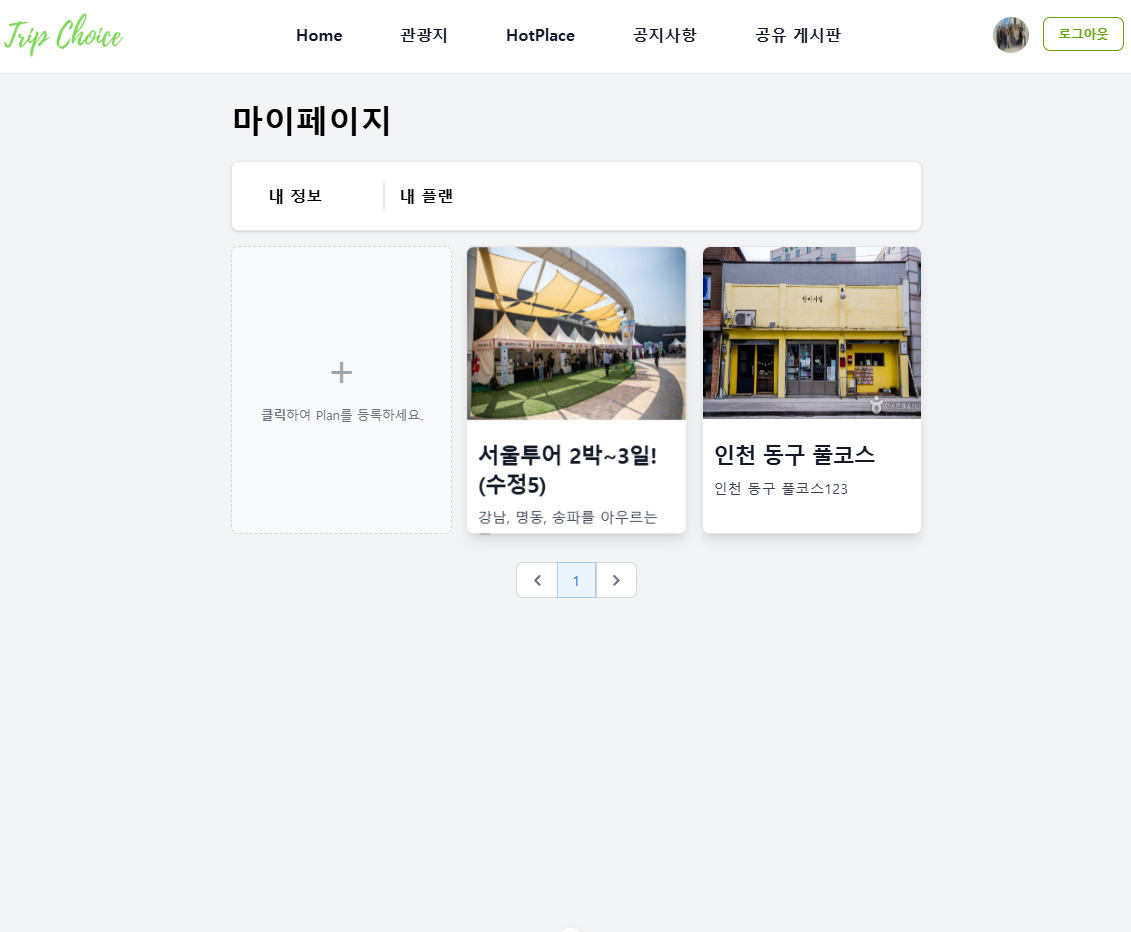 Trip Choice
Home
관광지
HotPlace
공지사항
공유 게시판
로그아웃
마이페이지
내 정보
내 플랜
+
클릭하여 Plan를 등록하세요.
서울투어 2박~3일!
(수정5)
강남, 명동, 송파를 아우르는
인천 동구 풀코스
인천 동구 풀코스123
1